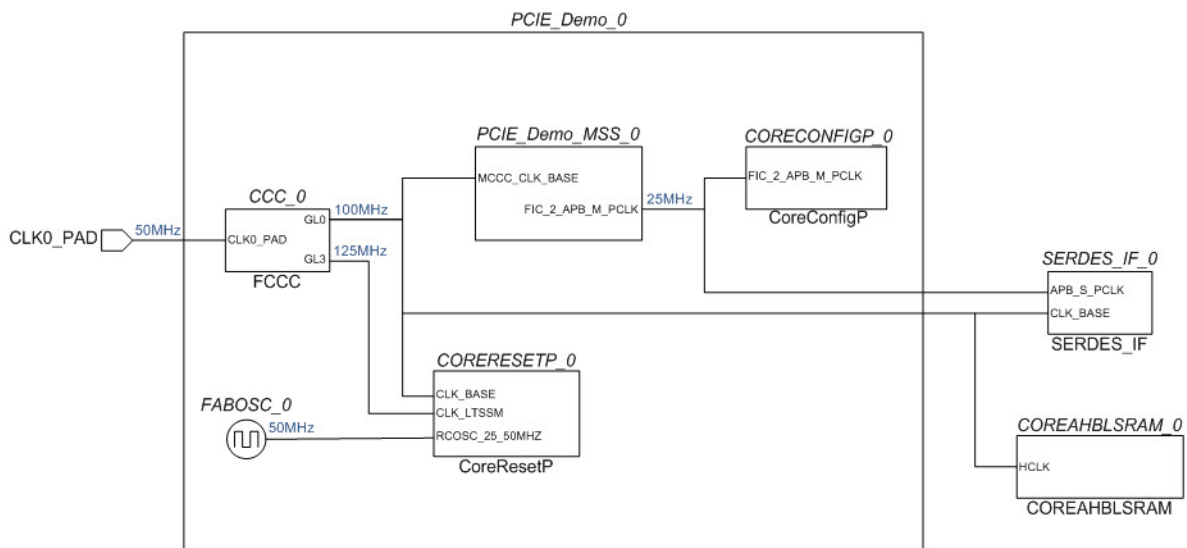 PCIE_Demo_0
PCIE_Demo_MSS_0
MCCC_CLK_BASE
FIC_2_APB_M_PCLK
25MHz
CORECONFIGP_0
FIC_2_APB_M_PCLK
CoreConfigP
CCC_0
GL0
100MHz
CLK0_PAD
50MHz
CLK0_PAD
GL3
125MHz
FCCC
SERDES_IF_0
APB_S_PCLK
CLK_BASE
SERDES_IF
CORERESETP_0
CLK_BASE
CLK_LTSSM
RCOSC_25_50MHZ
CoreResetP
FABOSC_0
50MHz
COREAHBLSRAM_0
HCLK
COREAHBLSRAM